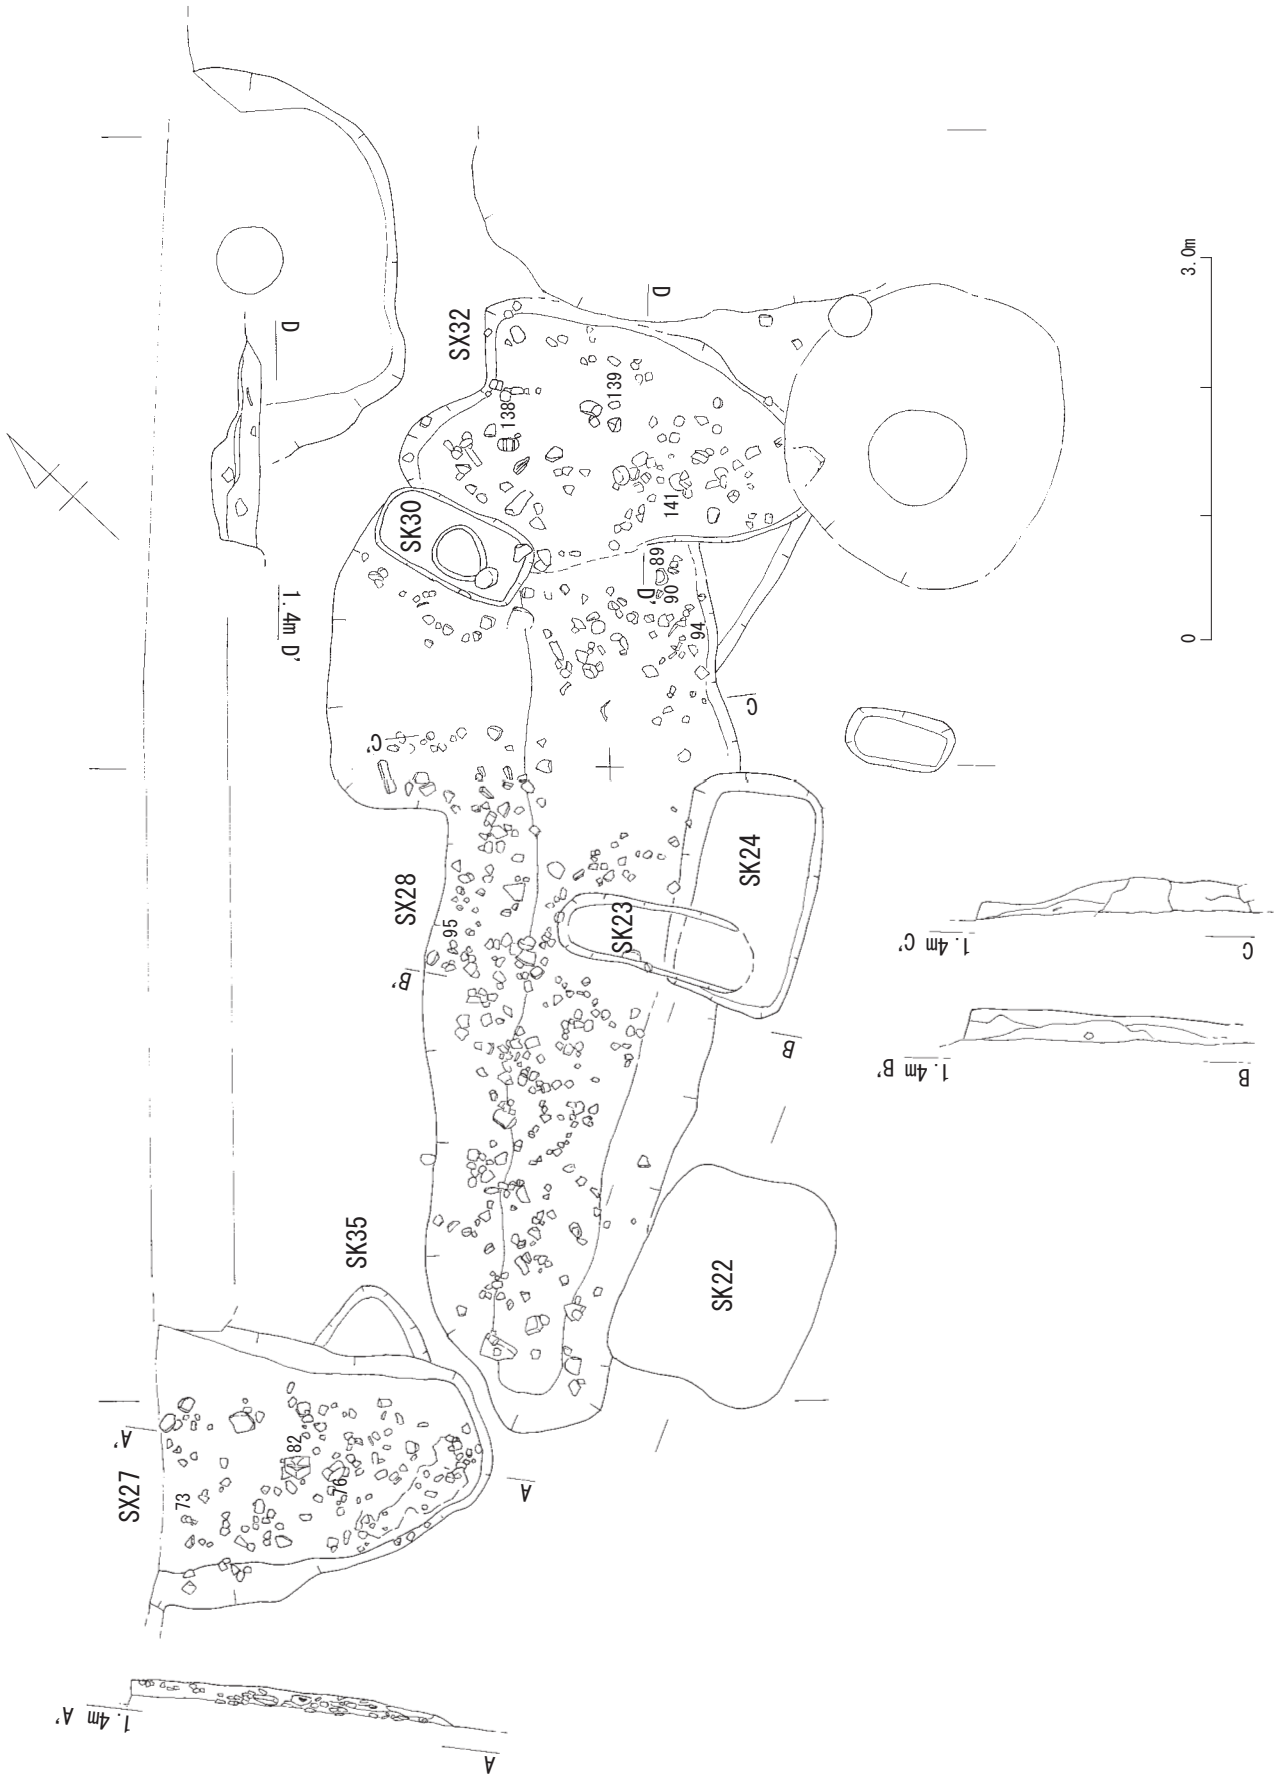 D
1.4m D'
SX32
138
139
141
SK30
D
89
D'
90
94
C
C'
3.0m
0
SK24
SK23
SX28
95
B'
B
SK22
SK35
SX27
A'
82
76
73
A
1.4m C'
C
1.4m B'
B
1.4m A'
A